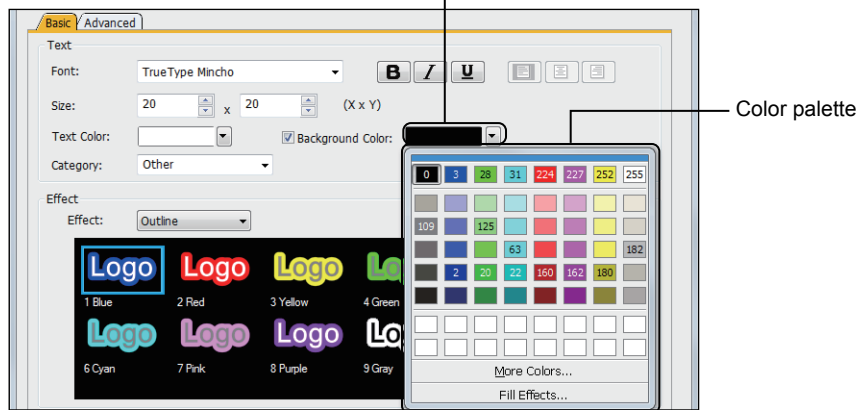 Basic Advanced
Text
Font: TrueType Mincho B I U
Size: 20 x 20 (X x Y)
Color palette
Text Color: Background Color:
Category: Other
0 3 28 31 224 227 252 255
109 125
63 182
2 20 22 160 162 180
More Colors...
Fill Effects...
Effect
Effect: Outline
Logo Logo Logo Lo
1 Blue 2 Red 3 Yellow 4 Green
Logo Logo Logo Lo
6 Cyan 7 Pink 8 Purple 9 Gray